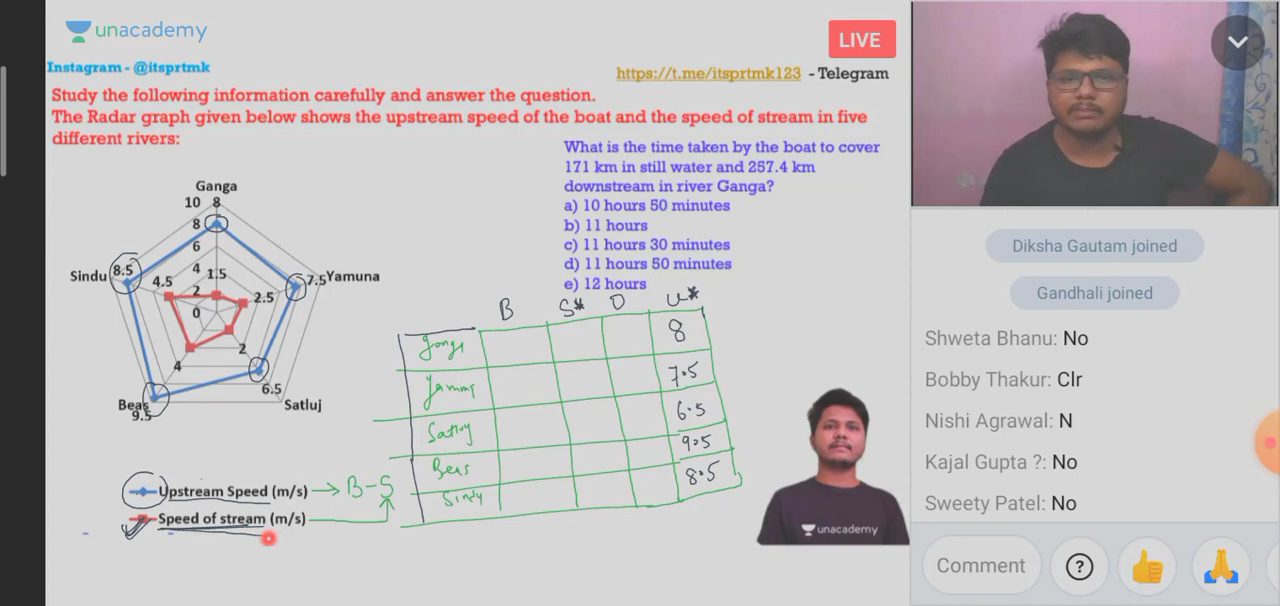 unacademy
LIVE
Instagram - @itsprtmk
https://t.me/itsprtmk123 - Telegram
Study the following information carefully and answer the question.
The Radar graph given below shows the upstream speed of the boat and the speed of stream in five
different rivers:
What is the time taken by the boat to cover
171 km in still water and 257.4 km
downstream in river Ganga?
a) 10 hours 50 minutes
b) 11 hours
c) 11 hours 30 minutes
d) 11 hours 50 minutes
e) 12 hours
Ganga
10 8
8
6
4 1.5
2
0
Sindu 8.5
4.5
7.5 Yamuna
2.5
2
6.5
Satluj
4
Beas
9.5
Upstream Speed (m/s) → B-S
Speed of stream (m/s)
B S* D U*
Ganga 8
Yamuna 7.5
Satluj 6.5
Beas 9.5
Sindu 8.5
unacademy
Diksha Gautam joined
Gandhali joined
Shweta Bhanu: No
Bobby Thakur: Clr
Nishi Agrawal: N
Kajal Gupta ?: No
Sweety Patel: No
Comment
?